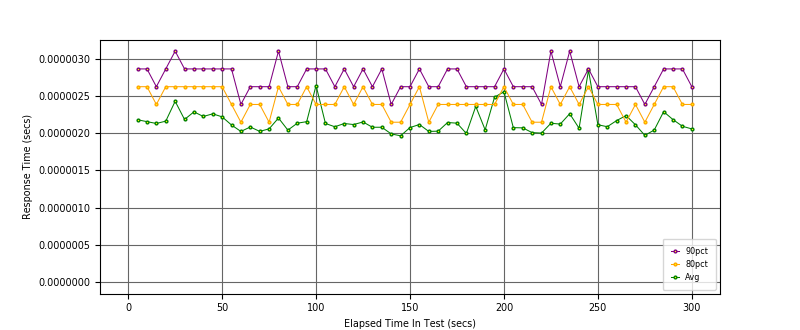 0.0000030
0.0000025
0.0000020
0.0000015
0.0000010
0.0000005
0.0000000
Response Time (secs)
0 50 100 150 200 250 300
Elapsed Time In Test (secs)
90pct
80pct
Avg